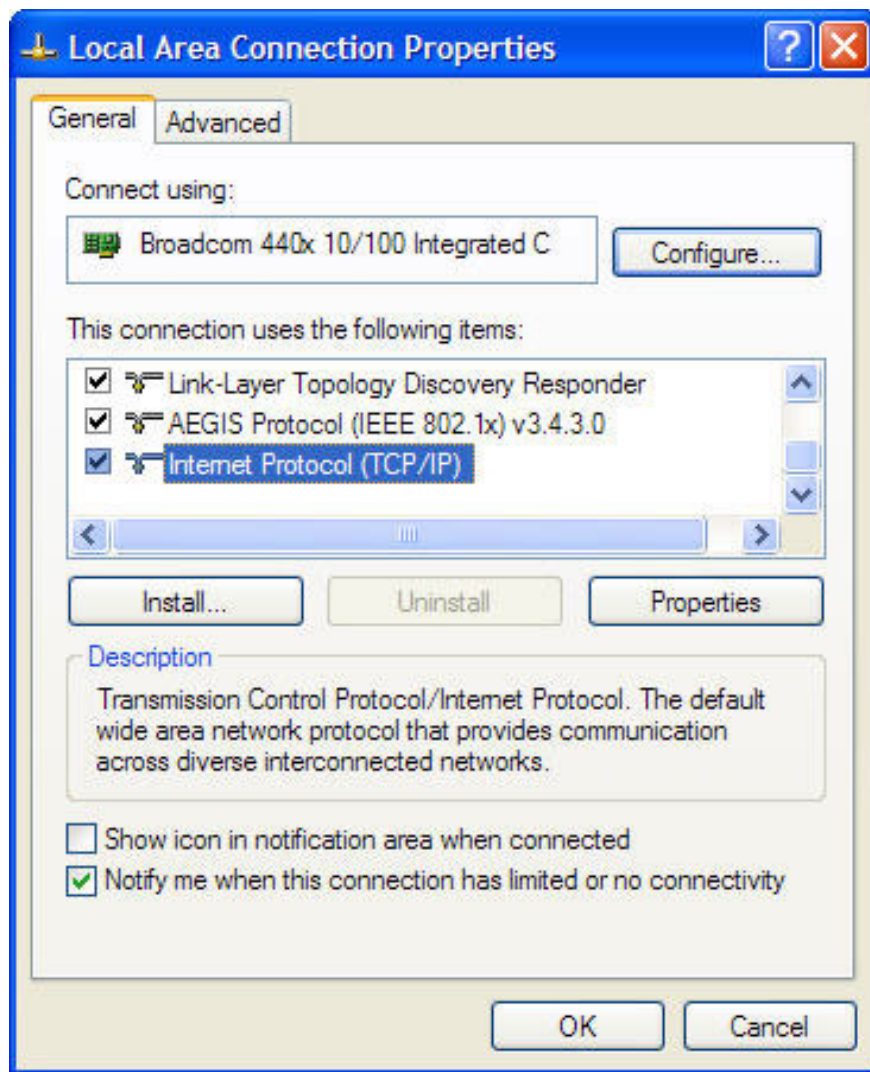 Local Area Connection Properties
General Advanced
Connect using:
Broadcom 440x 10/100 Integrated C Configure...
This connection uses the following items:
Link-Layer Topology Discovery Responder
AEGIS Protocol (IEEE 802.1x) v3.4.3.0
Internet Protocol (TCP/IP)
Install... Uninstall Properties
Description
Transmission Control Protocol/Internet Protocol. The default
wide area network protocol that provides communication
across diverse interconnected networks.
Show icon in notification area when connected
Notify me when this connection has limited or no connectivity
OK Cancel